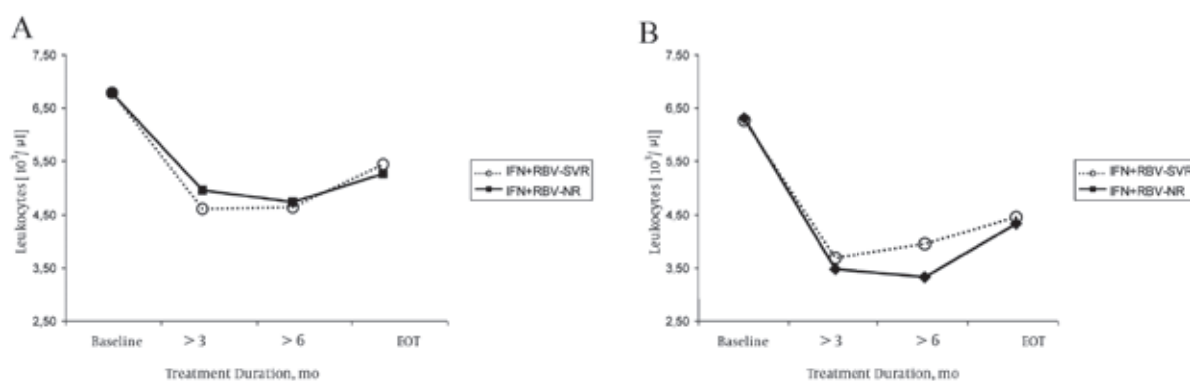 A
7,50
6,50
5,50
4,50
3,50
2,50
Leukocytes [ 10³/ µl]
Baseline >3 >6 EOT
Treatment Duration, mo
IFN+RBV-SVR
IFN+RBV-NR
B
7,50
6,50
5,50
4,50
3,50
2,50
Leukocytes [ 10³/ µl]
Baseline >3 >6 EOT
Treatment Duration, mo
IFN+RBV-SVR
IFN+RBV-NR